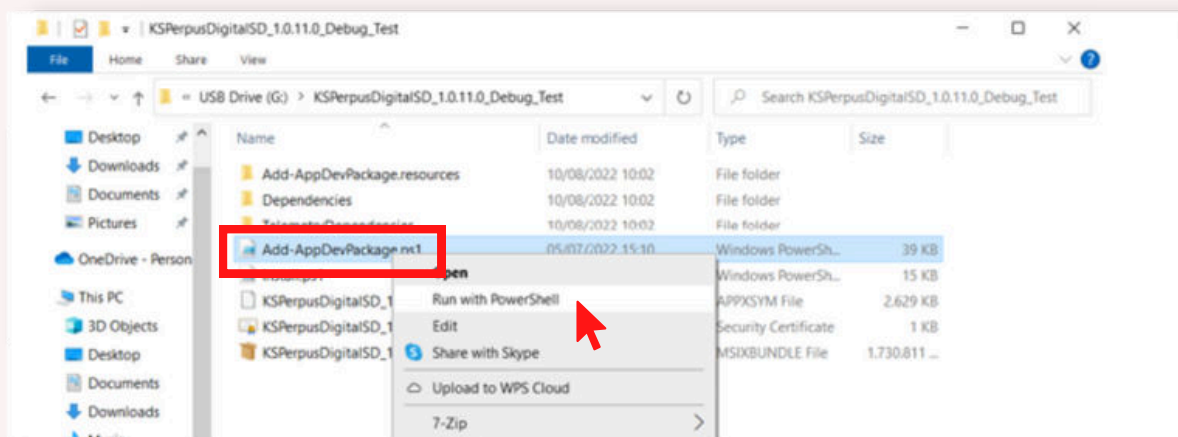 KSPerpusDigitalSD_1.0.11.0_Debug_Test
File Home Share View
« USB Drive (G:) > KSPerpusDigitalSD_1.0.11.0_Debug_Test
Search KSPerpusDigitalSD_1.0.11.0_Debug_Test
Name Date modified Type Size
Desktop
Downloads
Documents
Pictures
OneDrive - Person
This PC
3D Objects
Desktop
Documents
Downloads
Add-AppDevPackage.resources 10/08/2022 10:02 File folder
Dependencies 10/08/2022 10:02 File folder
10/08/2022 10:02 File folder
Add-AppDevPackage.ps1 05/07/2022 15:10 Windows PowerSh... 39 KB
Windows PowerSh... 15 KB
KSPerpusDigitalSD_1 APPXSYM File 2.629 KB
KSPerpusDigitalSD_1 Security Certificate 1 KB
KSPerpusDigitalSD_1 MSIXBUNDLE File 1.730.811 ...
Open
Run with PowerShell
Edit
Share with Skype
Upload to WPS Cloud
7-Zip